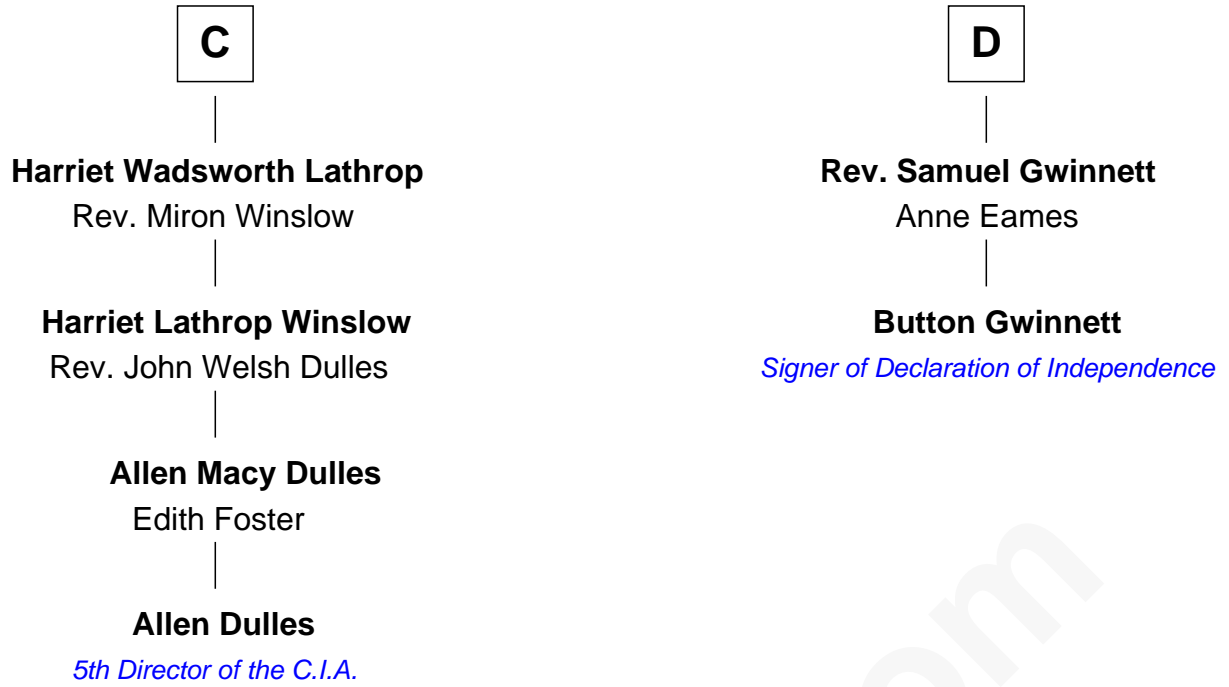 C
Harriet Wadsworth Lathrop
Rev. Miron Winslow
Harriet Lathrop Winslow
Rev. John Welsh Dulles
Allen Macy Dulles
Edith Foster
Allen Dulles
5th Director of the C.I.A.
D
Rev. Samuel Gwinnett
Anne Eames
Button Gwinnett
Signer of Declaration of Independence
om